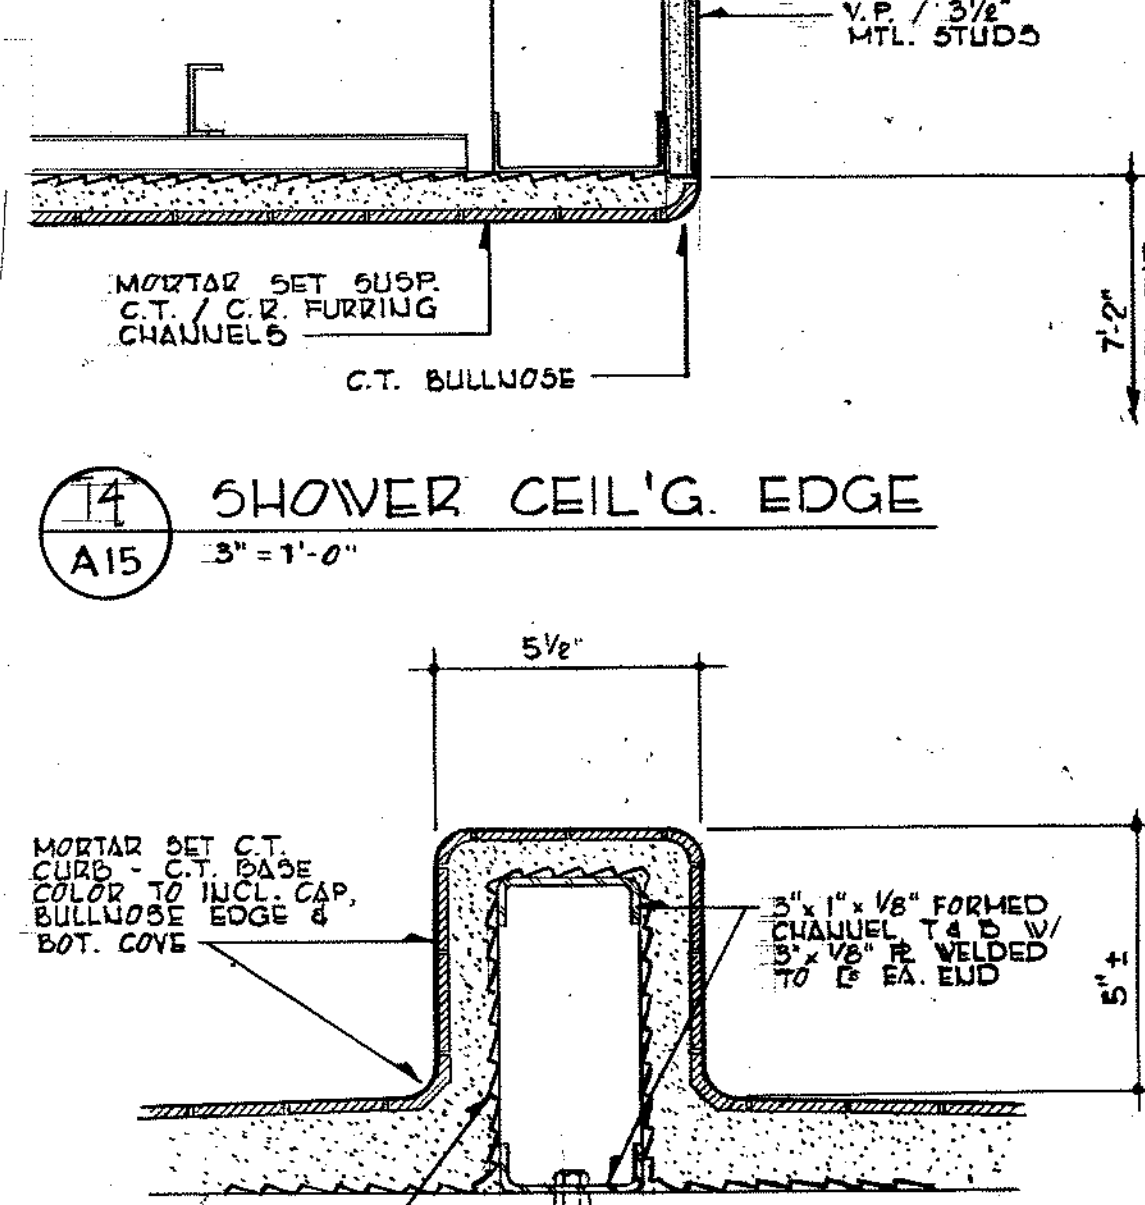 V.P. / 3½"
MTL. STUDS
MORTAR SET SUSP.
C.T. / C.R. FURRING
CHANNELS
7'-2"
C.T. BULLNOSE
14
A15
SHOWER CEIL'G. EDGE
3" = 1'-0"
5½"
MORTAR SET C.T.
CURB - C.T. BASE
COLOR TO INCL. CAP,
BULLNOSE EDGE &
BOT. COVE
3" x 1" x ⅛" FORMED
CHANNEL, T & B W/
3" x ⅛" PL WELDED
TO [s EA. END
5" ±